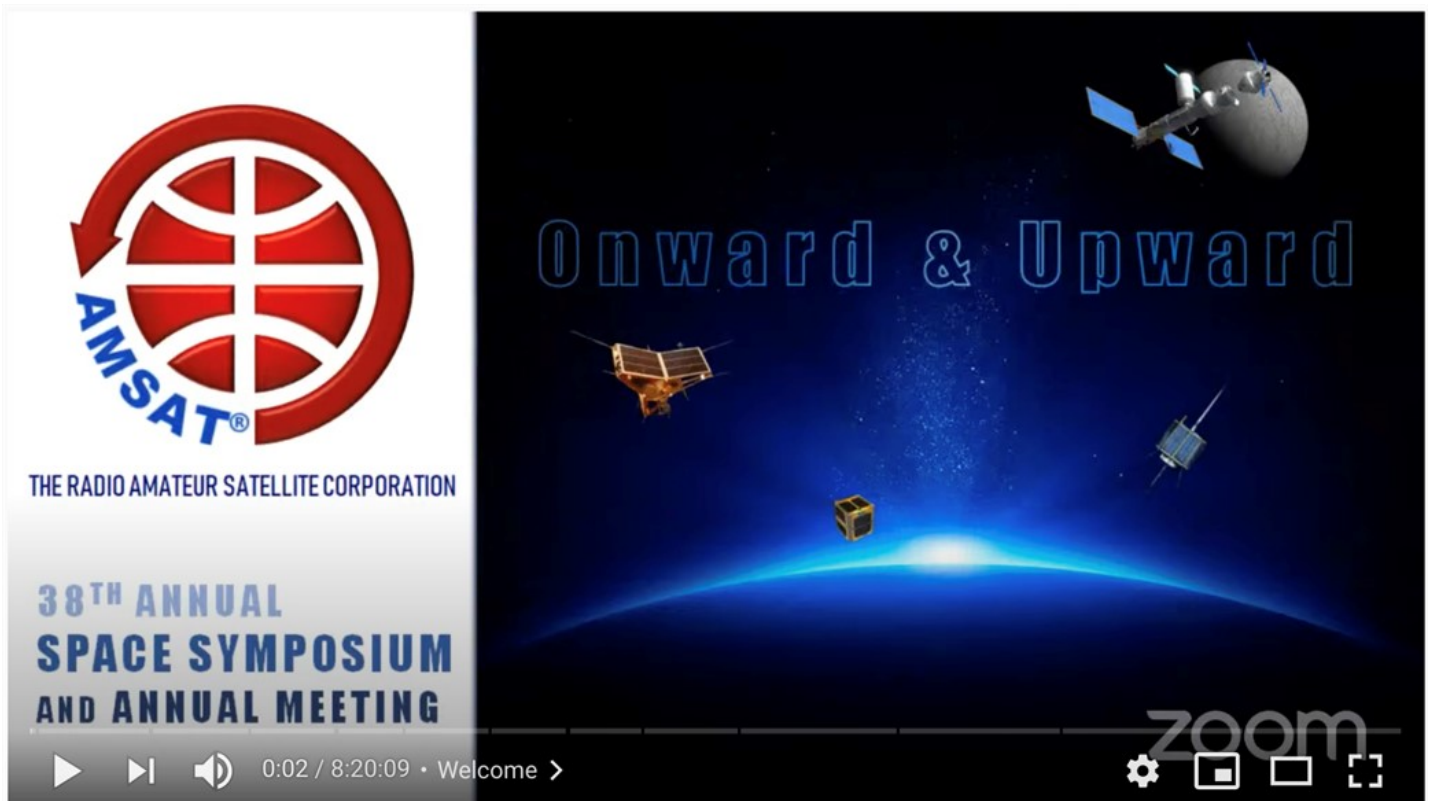 AMSAT®
THE RADIO AMATEUR SATELLITE CORPORATION
38TH ANNUAL
SPACE SYMPOSIUM
AND ANNUAL MEETING
Onward & Upward
zoom
0:02 / 8:20:09 • Welcome